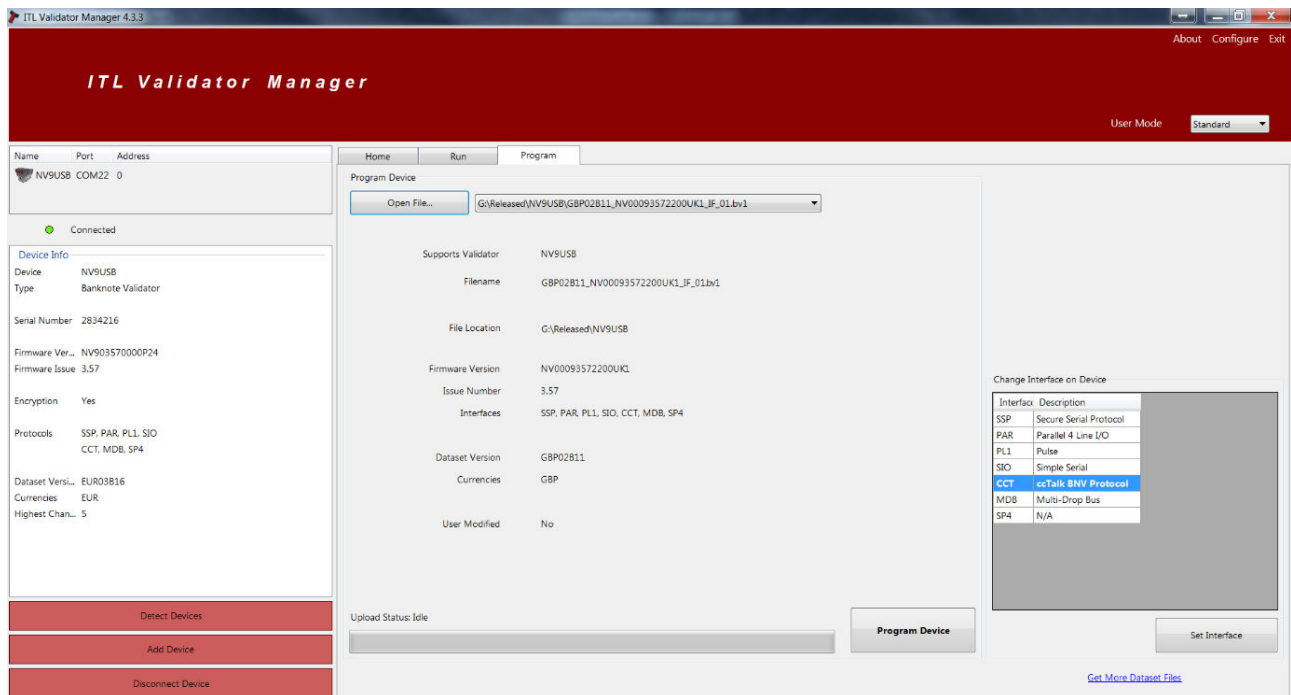 ITL Validator Manager 4.3.3
About Configure Exit
ITL Validator Manager
User Mode Standard
Name Port Address
NV9USB COM22 0
Connected
Device Info
Device NV9USB
Type Banknote Validator
Serial Number 2834216
Firmware Ver... NV903570000P24
Firmware Issue 3.57
Encryption Yes
Protocols SSP, PAR, PL1, SIO
CCT, MDB, SP4
Dataset Versi... EUR03B16
Currencies EUR
Highest Chan... 5
Detect Devices
Add Device
Disconnect Device
Home Run Program
Program Device
Open File... G:\Released\NV9USB\GBP02B11_NV00093572200UK1_IF_01.bv1
Supports Validator NV9USB
Filename GBP02B11_NV00093572200UK1_IF_01.bv1
File Location G:\Released\NV9USB
Firmware Version NV00093572200UK1
Issue Number 3.57
Interfaces SSP, PAR, PL1, SIO, CCT, MDB, SP4
Dataset Version GBP02B11
Currencies GBP
User Modified No
Upload Status: Idle
Program Device
Change Interface on Device
Interfac Description
SSP Secure Serial Protocol
PAR Parallel 4 Line I/O
PL1 Pulse
SIO Simple Serial
CCT ccTalk BNV Protocol
MDB Multi-Drop Bus
SP4 N/A
Set Interface
Get More Dataset Files